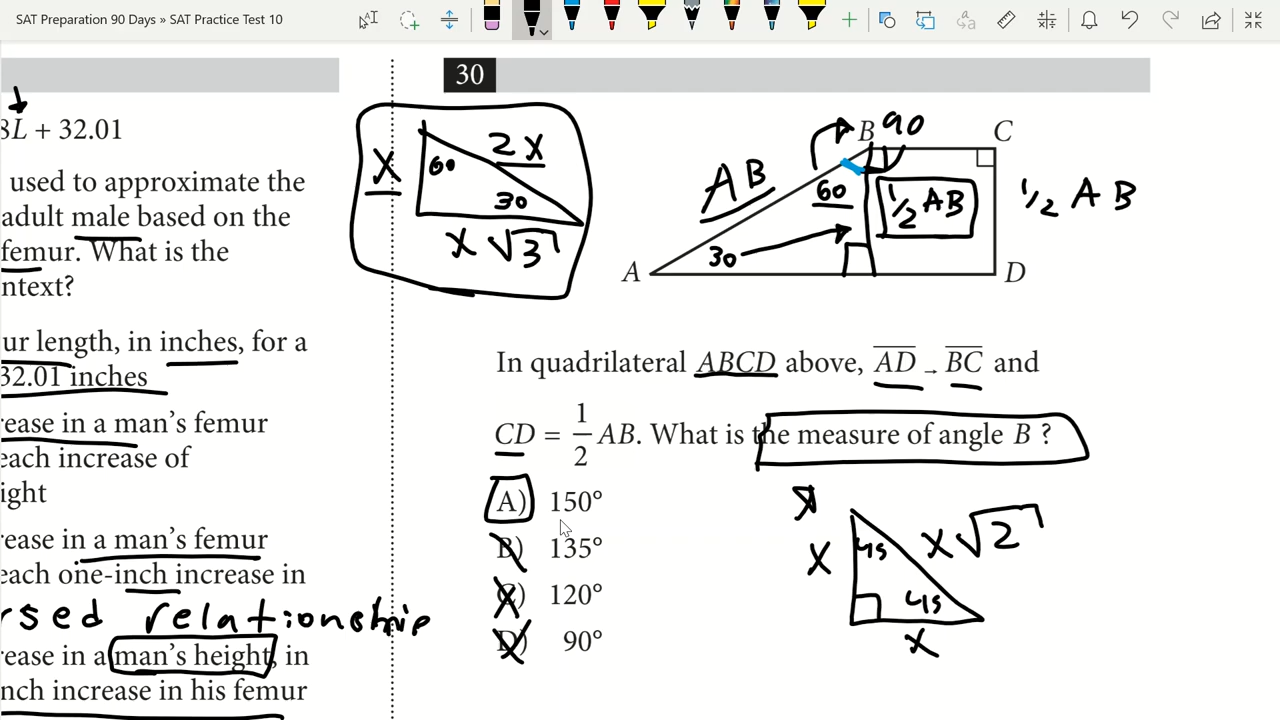 SAT Preparation 90 Days » SAT Practice Test 10
8L + 32.01
used to approximate the
adult male based on the
femur. What is the
ntext?
ur length, in inches, for a
32.01 inches
ease in a man's femur
each increase of
ight
rease in a man's femur
each one-inch increase in
rsed relationship
rease in a man's height, in
nch increase in his femur
30
X
60
2X
30
X √3
AB
B
90
C
60
1/2 AB
1/2 AB
30
A
D
In quadrilateral ABCD above, AD - BC and
CD = 1/2 AB. What is the measure of angle B ?
A) 150°
B) 135°
C) 120°
D) 90°
X
45
X√2
45
X